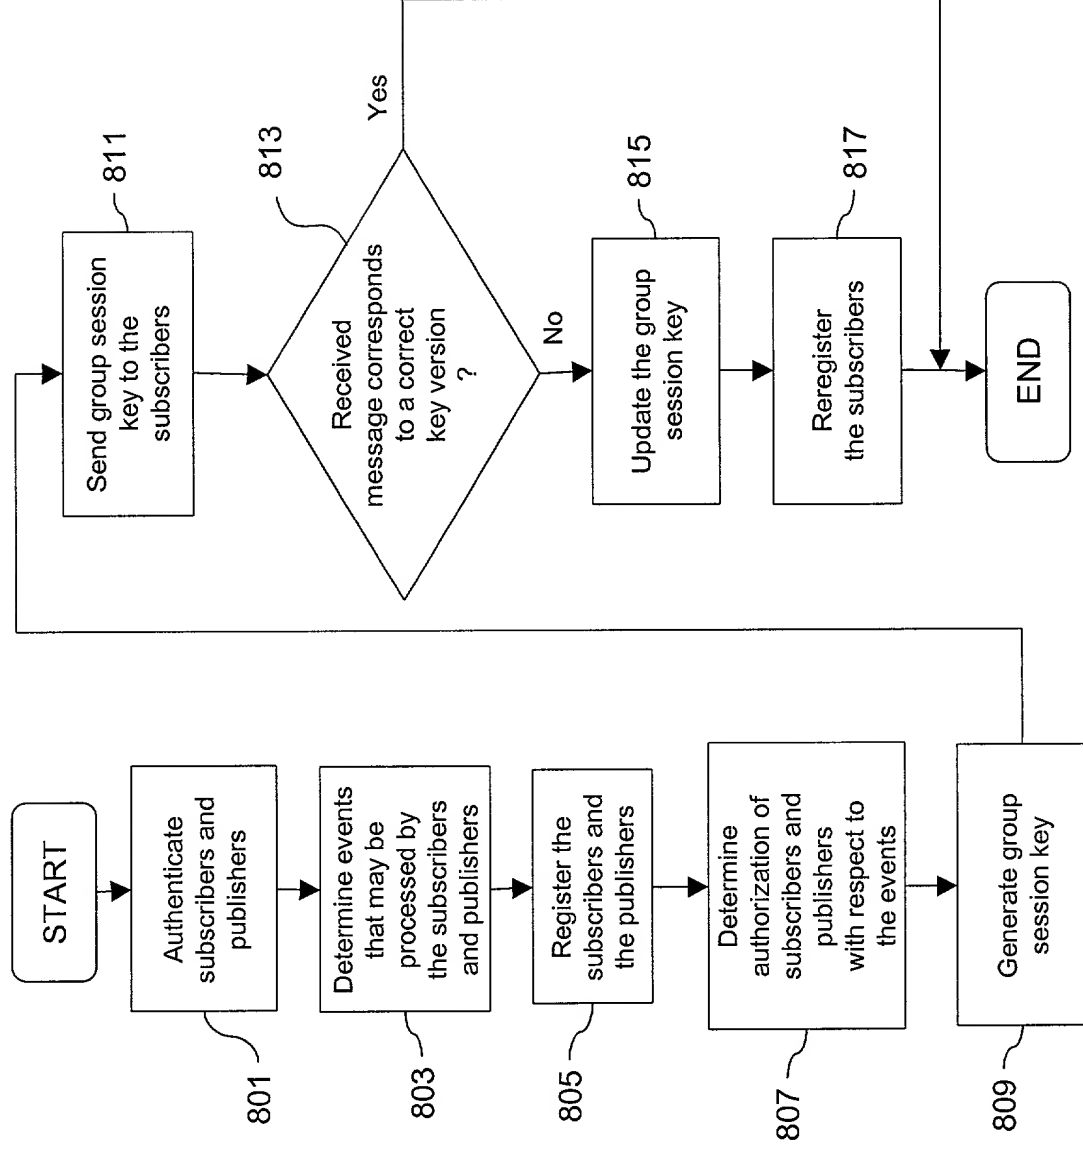 START
Authenticate
subscribers and
publishers
801
Determine events
that may be
processed by
the subscribers
and publishers
803
Register the
subscribers and
the publishers
805
Determine
authorization of
subscribers and
publishers
with respect to
the events
807
Generate group
session key
809
Send group session
key to the
subscribers
811
Received
message corresponds
to a correct
key version
?
813
Yes
No
Update the group
session key
815
Reregister
the subscribers
817
END